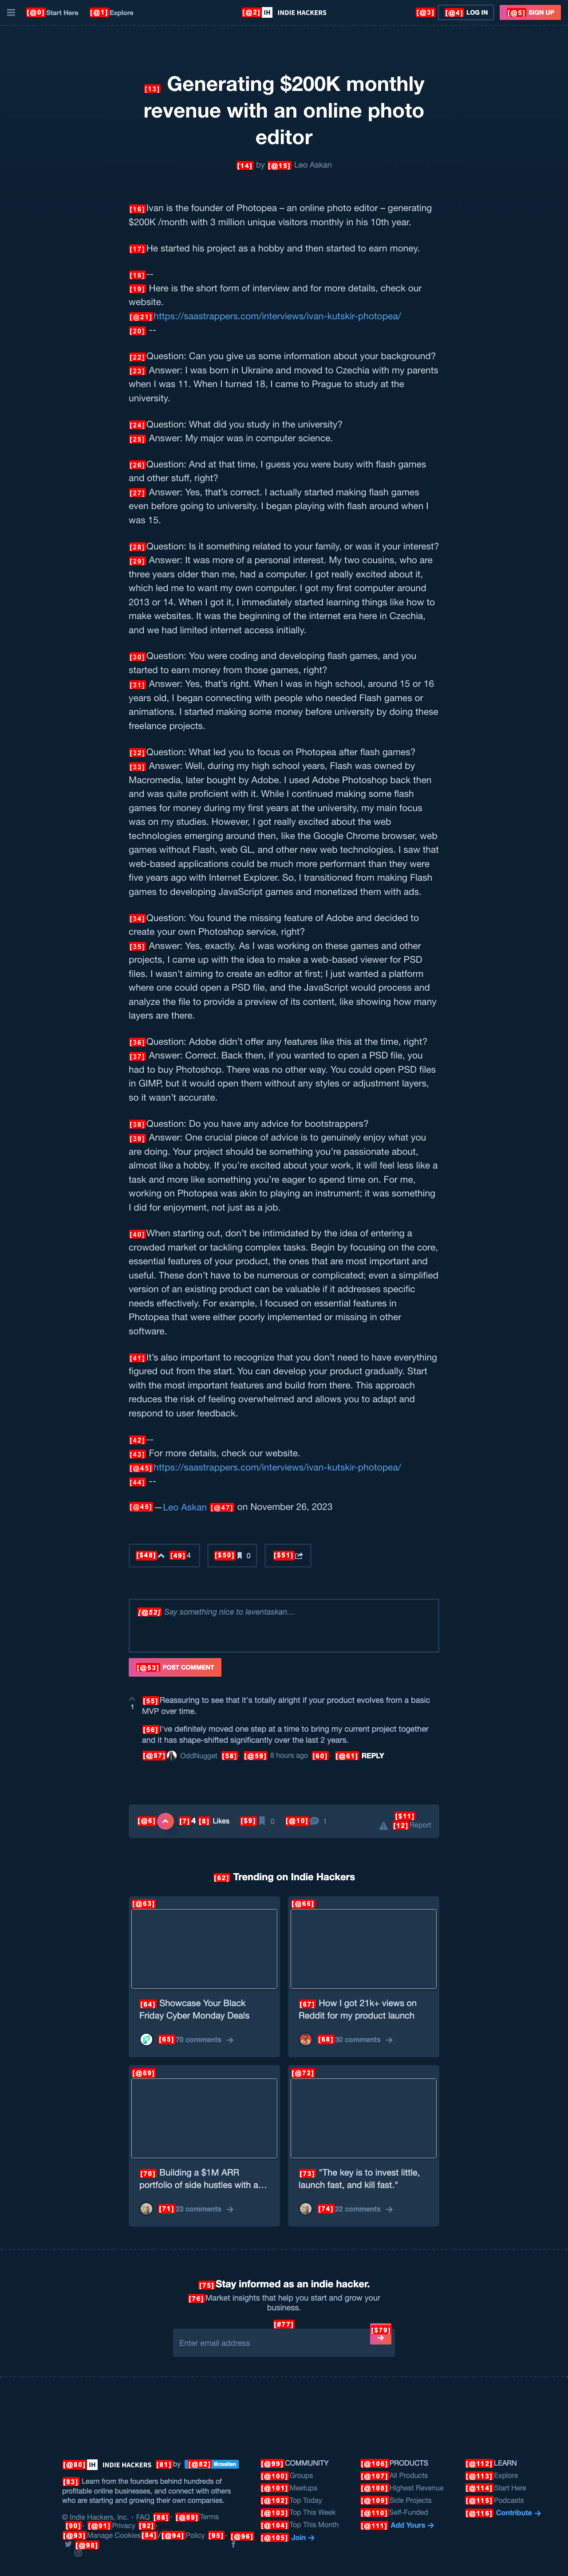 [@0] Start Here [@1] Explore [@2] IH INDIE HACKERS [@3] [@4] LOG IN [@5] SIGN UP
[13] Generating $200K monthly
revenue with an online photo
editor
[14] by [@15] Leo Askan
[16] Ivan is the founder of Photopea – an online photo editor – generating
$200K /month with 3 million unique visitors monthly in his 10th year.
[17] He started his project as a hobby and then started to earn money.
[18] --
[19] Here is the short form of interview and for more details, check our
website.
[@21] https://saastrappers.com/interviews/ivan-kutskir-photopea/
[20] --
[22] Question: Can you give us some information about your background?
[23] Answer: I was born in Ukraine and moved to Czechia with my parents
when I was 11. When I turned 18, I came to Prague to study at the
university.
[24] Question: What did you study in the university?
[25] Answer: My major was in computer science.
[26] Question: And at that time, I guess you were busy with flash games
and other stuff, right?
[27] Answer: Yes, that's correct. I actually started making flash games
even before going to university. I began playing with flash around when I
was 15.
[28] Question: Is it something related to your family, or was it your interest?
[29] Answer: It was more of a personal interest. My two cousins, who are
three years older than me, had a computer. I got really excited about it,
which led me to want my own computer. I got my first computer around
2013 or 14. When I got it, I immediately started learning things like how to
make websites. It was the beginning of the internet era here in Czechia,
and we had limited internet access initially.
[30] Question: You were coding and developing flash games, and you
started to earn money from those games, right?
[31] Answer: Yes, that's right. When I was in high school, around 15 or 16
years old, I began connecting with people who needed Flash games or
animations. I started making some money before university by doing these
freelance projects.
[32] Question: What led you to focus on Photopea after flash games?
[33] Answer: Well, during my high school years, Flash was owned by
Macromedia, later bought by Adobe. I used Adobe Photoshop back then
and was quite proficient with it. While I continued making some flash
games for money during my first years at the university, my main focus
was on my studies. However, I got really excited about the web
technologies emerging around then, like the Google Chrome browser, web
games without Flash, web GL, and other new web technologies. I saw that
web-based applications could be much more performant than they were
five years ago with Internet Explorer. So, I transitioned from making Flash
games to developing JavaScript games and monetized them with ads.
[34] Question: You found the missing feature of Adobe and decided to
create your own Photoshop service, right?
[35] Answer: Yes, exactly. As I was working on these games and other
projects, I came up with the idea to make a web-based viewer for PSD
files. I wasn't aiming to create an editor at first; I just wanted a platform
where one could open a PSD file, and the JavaScript would process and
analyze the file to provide a preview of its content, like showing how many
layers are there.
[36] Question: Adobe didn't offer any features like this at the time, right?
[37] Answer: Correct. Back then, if you wanted to open a PSD file, you
had to buy Photoshop. There was no other way. You could open PSD files
in GIMP, but it would open them without any styles or adjustment layers,
so it wasn't accurate.
[38] Question: Do you have any advice for bootstrappers?
[39] Answer: One crucial piece of advice is to genuinely enjoy what you
are doing. Your project should be something you're passionate about,
almost like a hobby. If you're excited about your work, it will feel less like a
task and more like something you're eager to spend time on. For me,
working on Photopea was akin to playing an instrument; it was something
I did for enjoyment, not just as a job.
[40] When starting out, don't be intimidated by the idea of entering a
crowded market or tackling complex tasks. Begin by focusing on the core,
essential features of your product, the ones that are most important and
useful. These don't have to be numerous or complicated; even a simplified
version of an existing product can be valuable if it addresses specific
needs effectively. For example, I focused on essential features in
Photopea that were either poorly implemented or missing in other
software.
[41] It's also important to recognize that you don't need to have everything
figured out from the start. You can develop your product gradually. Start
with the most important features and build from there. This approach
reduces the risk of feeling overwhelmed and allows you to adapt and
respond to user feedback.
[42] --
[43] For more details, check our website.
[@45] https://saastrappers.com/interviews/ivan-kutskir-photopea/
[44] --
[@46] — Leo Askan [@47] on November 26, 2023
[$48] [49] 4 [$50] 0 [$51]
[@52] Say something nice to leventaskan…
[@53] POST COMMENT
[55] Reassuring to see that it's totally alright if your product evolves from a basic
1
MVP over time.
[56] I've definitely moved one step at a time to bring my current project together
and it has shape-shifted significantly over the last 2 years.
[@57] OddNugget [58] · [@59] 8 hours ago [60] · [@61] REPLY
[@6] [7] 4 [8] Likes [$9] 0 [@10] 1 [$11]
[12] Report
[62] Trending on Indie Hackers
[@63] [@66]
[64] Showcase Your Black
Friday Cyber Monday Deals
[65] 70 comments
[67] How I got 21k+ views on
Reddit for my product launch
[68] 30 comments
[@69] [@72]
[70] Building a $1M ARR
portfolio of side hustles with a…
[71] 23 comments
[73] "The key is to invest little,
launch fast, and kill fast."
[74] 22 comments
[75] Stay informed as an indie hacker.
[76] Market insights that help you start and grow your
business.
[#77]
[$79]
Enter email address
[@80] IH INDIE HACKERS [81] by [@82] @csallen
[83] Learn from the founders behind hundreds of
profitable online businesses, and connect with others
who are starting and growing their own companies.
© Indie Hackers, Inc. - FAQ [88] · [@89] Terms
[90] · [@91] Privacy [92] ·
[@93] Manage Cookies [84] / [@94] Policy [95] · [@96]
[@98]
[@99] COMMUNITY
[@100] Groups
[@101] Meetups
[@102] Top Today
[@103] Top This Week
[@104] Top This Month
[@105] Join
[@106] PRODUCTS
[@107] All Products
[@108] Highest Revenue
[@109] Side Projects
[@110] Self-Funded
[@111] Add Yours
[@112] LEARN
[@113] Explore
[@114] Start Here
[@115] Podcasts
[@116] Contribute